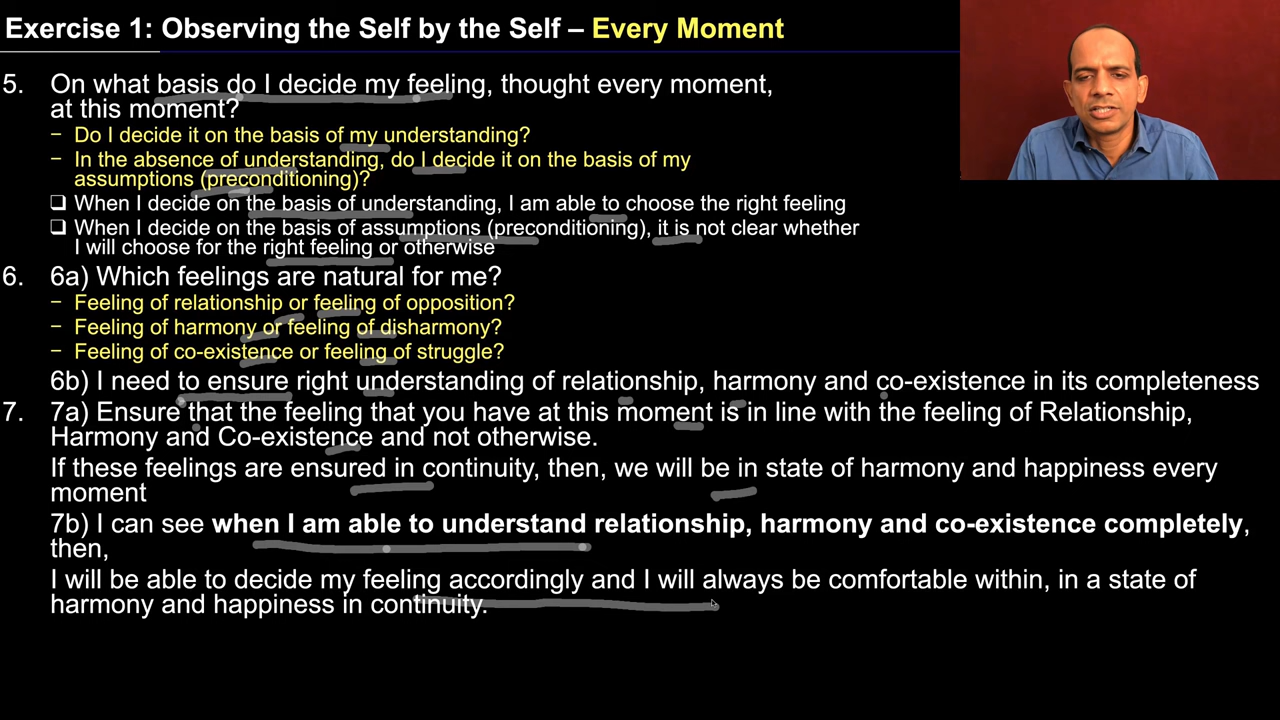 Exercise 1: Observing the Self by the Self – Every Moment
5. On what basis do I decide my feeling, thought every moment,
at this moment?
− Do I decide it on the basis of my understanding?
− In the absence of understanding, do I decide it on the basis of my
assumptions (preconditioning)?
❑ When I decide on the basis of understanding, I am able to choose the right feeling
❑ When I decide on the basis of assumptions (preconditioning), it is not clear whether
I will choose for the right feeling or otherwise
6. 6a) Which feelings are natural for me?
− Feeling of relationship or feeling of opposition?
− Feeling of harmony or feeling of disharmony?
− Feeling of co-existence or feeling of struggle?
6b) I need to ensure right understanding of relationship, harmony and co-existence in its completeness
7. 7a) Ensure that the feeling that you have at this moment is in line with the feeling of Relationship,
Harmony and Co-existence and not otherwise.
If these feelings are ensured in continuity, then, we will be in state of harmony and happiness every
moment
7b) I can see when I am able to understand relationship, harmony and co-existence completely,
then,
I will be able to decide my feeling accordingly and I will always be comfortable within, in a state of
harmony and happiness in continuity.